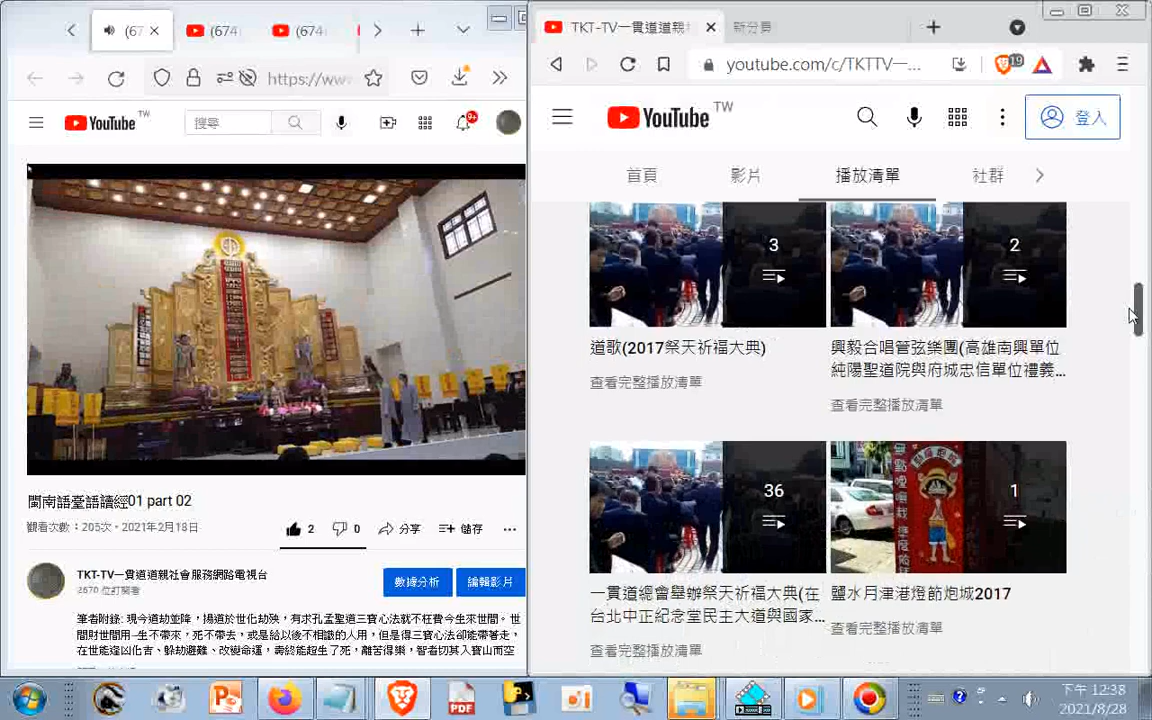 (67
(674
(674
https://www
YouTube TW
搜尋
9+
閩南語臺語讀經01 part 02
觀看次數：205次・2021年2月18日
2
0
分享
儲存
TKT-TV一貫道道親社會服務網路電視台
2670 位訂閱者
數據分析
編輯影片
筆者附錄: 現今道劫並降，揚道於世化劫殃，有求孔孟聖道三寶心法就不枉費今生來世間。世
間財世間用一生不帶來，死不帶去，或是給以後不相識的人用，但是得三寶心法卻能帶著走，
在世能逢凶化吉、躲劫避難、改變命運，壽終能超生了死，離苦得樂，智者切其入寶山而空
TKT-TV一貫道道親
新分頁
youtube.com/c/TKTTV一...
19
YouTube TW
登入
首頁
影片
播放清單
社群
3
道歌(2017祭天祈福大典)
查看完整播放清單
2
興毅合唱管弦樂團(高雄南興單位
純陽聖道院與府城忠信單位禮義...
查看完整播放清單
36
一貫道總會舉辦祭天祈福大典(在
台北中正紀念堂民主大道與國家...
查看完整播放清單
1
鹽水月津港燈節炮城2017
查看完整播放清單
PDF
下午 12:38
2021/8/28